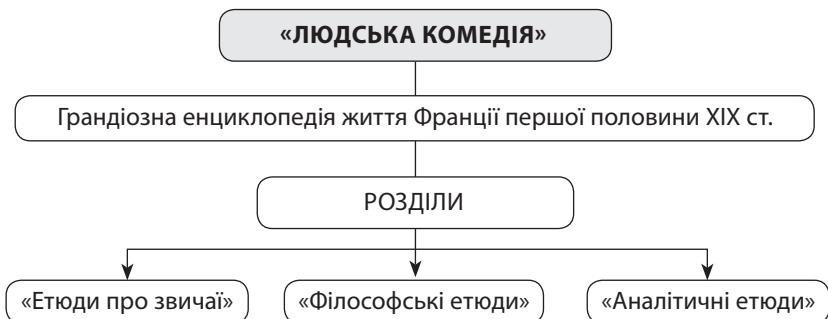 «ЛЮДСЬКА КОМЕДІЯ»
Грандіозна енциклопедія життя Франції першої половини XIX ст.
РОЗДІЛИ
«Етюди про звичаї»
«Філософські етюди»
«Аналітичні етюди»